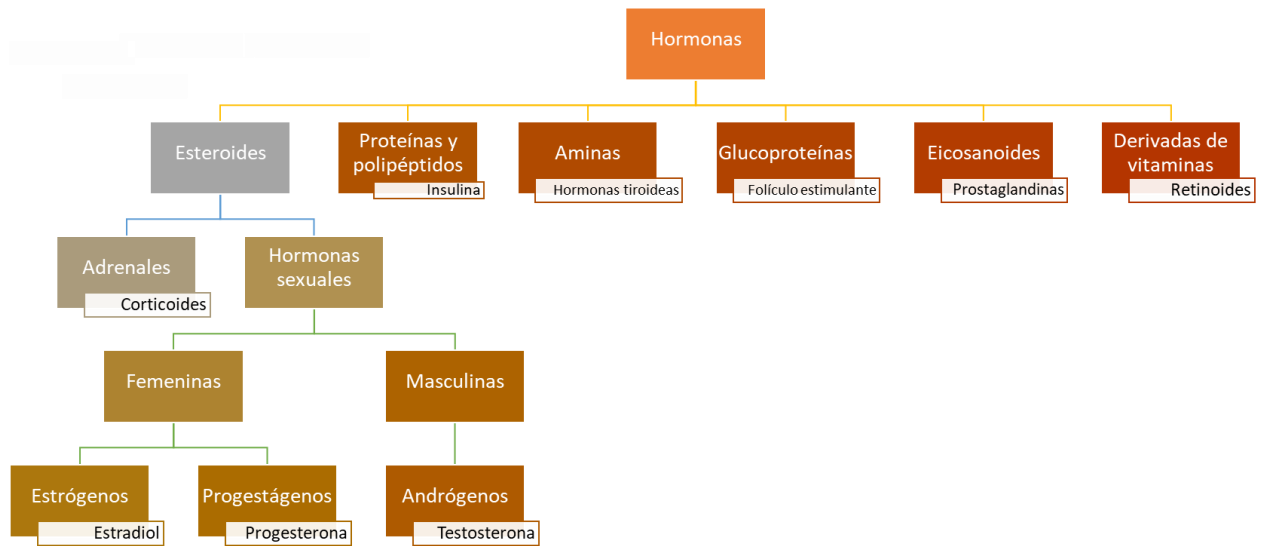 Hormonas
Esteroides
Proteínas y
polipéptidos
Insulina
Aminas
Hormonas tiroideas
Glucoproteínas
Folículo estimulante
Eicosanoides
Prostaglandinas
Derivadas de
vitaminas
Retinoides
Adrenales
Corticoides
Hormonas
sexuales
Femeninas
Masculinas
Estrógenos
Estradiol
Progestágenos
Progesterona
Andrógenos
Testosterona